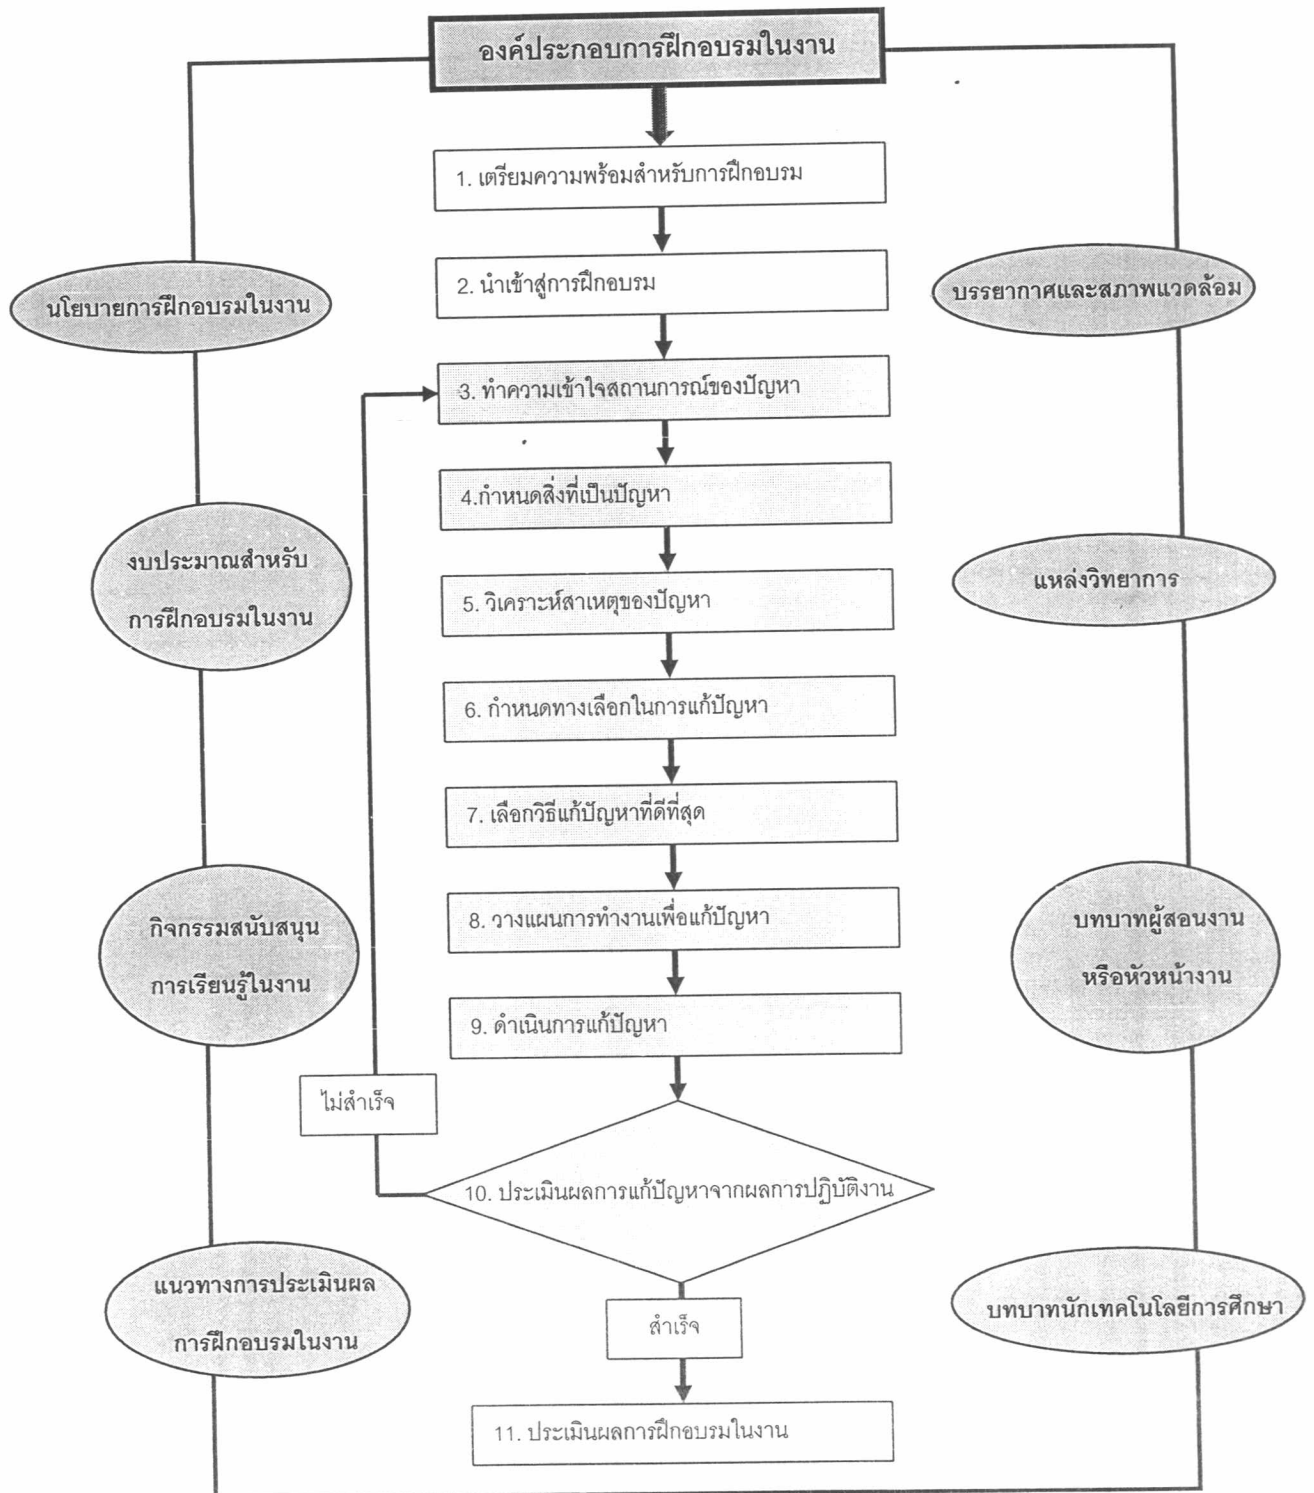 องค์ประกอบการฝึกอบรมในงาน
1. เตรียมความพร้อมสำหรับการฝึกอบรม
2. นำเข้าสู่การฝึกอบรม
นโยบายการฝึกอบรมในงาน
บรรยากาศและสภาพแวดล้อม
3. ทำความเข้าใจสถานการณ์ของปัญหา
4.กำหนดสิ่งที่เป็นปัญหา
งบประมาณสำหรับ
การฝึกอบรมในงาน
แหล่งวิทยาการ
5. วิเคราะห์สาเหตุของปัญหา
6. กำหนดทางเลือกในการแก้ปัญหา
7. เลือกวิธีแก้ปัญหาที่ดีที่สุด
8. วางแผนการทำงานเพื่อแก้ปัญหา
กิจกรรมสนับสนุน
การเรียนรู้ในงาน
บทบาทผู้สอนงาน
หรือหัวหน้างาน
9. ดำเนินการแก้ปัญหา
ไม่สำเร็จ
10. ประเมินผลการแก้ปัญหาจากผลการปฏิบัติงาน
แนวทางการประเมินผล
การฝึกอบรมในงาน
บทบาทนักเทคโนโลยีการศึกษา
สำเร็จ
11. ประเมินผลการฝึกอบรมในงาน